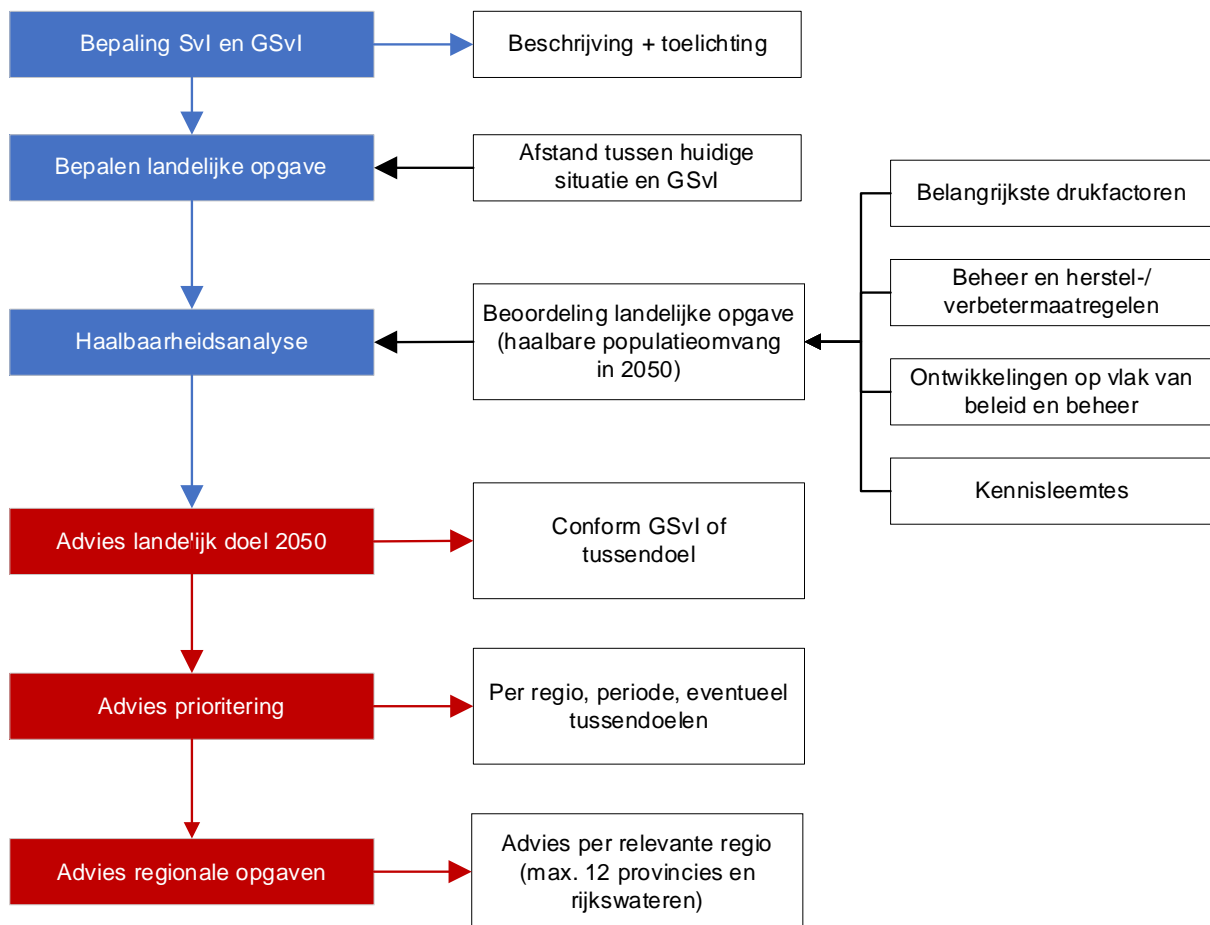 Bepaling SvI en GSvI
Beschrijving + toelichting
Bepalen landelijke opgave
Afstand tussen huidige
situatie en GSvI
Belangrijkste drukfactoren
Beheer en herstel-/
verbetermaatregelen
Haalbaarheidsanalyse
Beoordeling landelijke opgave
(haalbare populatieomvang
in 2050)
Ontwikkelingen op vlak van
beleid en beheer
Kennisleemtes
Advies landelijk doel 2050
Conform GSvI of
tussendoel
Advies prioritering
Per regio, periode, eventueel
tussendoelen
Advies regionale opgaven
Advies per relevante regio
(max. 12 provincies en
rijkswateren)